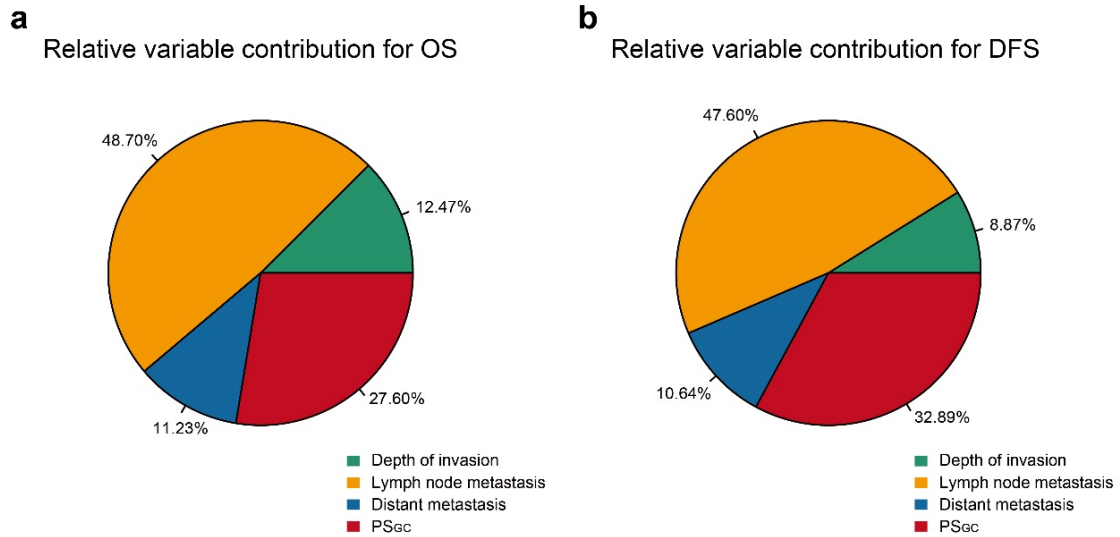 a
Relative variable contribution for OS
48.70%
12.47%
11.23%
27.60%
Depth of invasion
Lymph node metastasis
Distant metastasis
PSGC
b
Relative variable contribution for DFS
47.60%
8.87%
10.64%
32.89%
Depth of invasion
Lymph node metastasis
Distant metastasis
PSGC